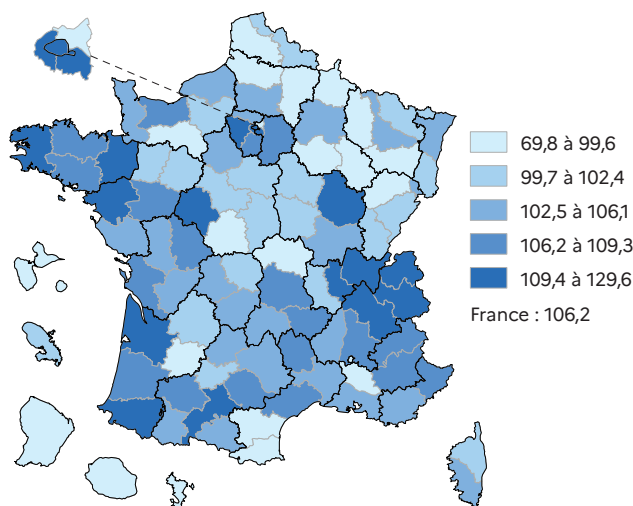 69,8 à 99,6
99,7 à 102,4
102,5 à 106,1
106,2 à 109,3
109,4 à 129,6
France : 106,2